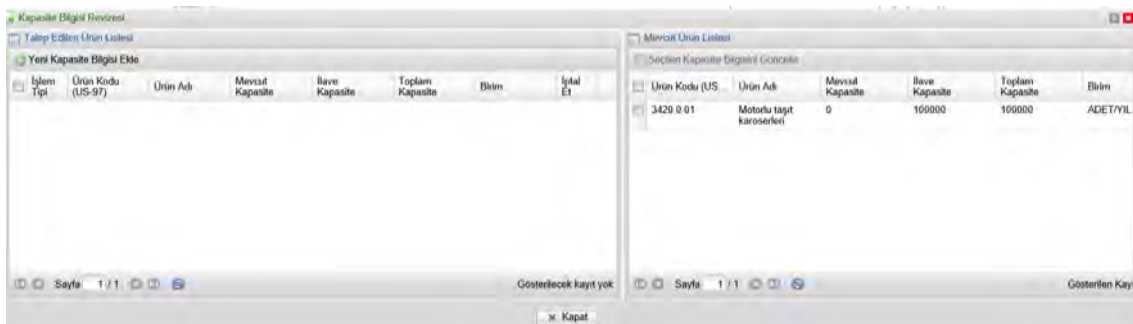 Kapasite Bilgisi Revizesi
Talep Edilen Ürün Listesi
Yeni Kapasite Bilgisi Ekle
İşlem Tipi Ürün Kodu (US-97) Ürün Adı Mevcut Kapasite İlave Kapasite Toplam Kapasite Birim İptal Et
Sayfa 1 / 1 Gösterilecek kayıt yok
Mevcut Ürün Listesi
Seçilen Kapasite Bilgisini Güncelle
Ürün Kodu (US... Ürün Adı Mevcut Kapasite İlave Kapasite Toplam Kapasite Birim
3420.0.01 Motorlu taşıt karoserleri 0 100000 100000 ADET/YIL
Sayfa 1 / 1 Gösterilen Kay
Kapat